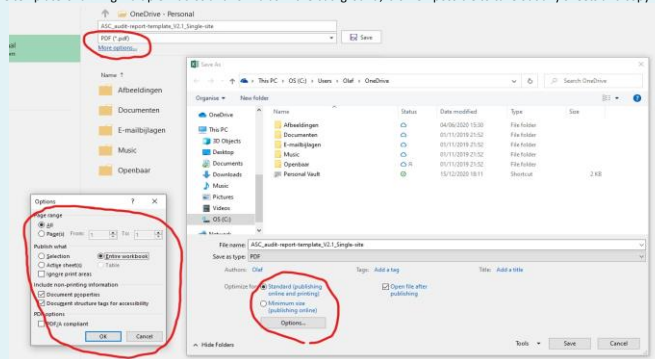 OneDrive - Personal
ASC_audit-report-template_V2.1_Single-site
PDF (*.pdf)
Save
More options...
Name ↑
Afbeeldingen
Documenten
E-mailbijlagen
Music
Openbaar
Save As
This PC > OS (C:) > Users > Olaf > OneDrive
Search OneDrive
Organise
New folder
Name Status Date modified Type Size
OneDrive
This PC
3D Objects
Desktop
Documents
Downloads
Music
Pictures
Videos
OS (C:)
Afbeeldingen 04/06/2020 15:30 File folder
Documenten 01/11/2019 21:52 File folder
E-mailbijlagen 01/11/2019 21:52 File folder
Music 01/11/2019 21:52 File folder
Openbaar 01/11/2019 21:52 File folder
Personal Vault 15/12/2020 18:11 Shortcut 2 KB
File name: ASC_audit-report-template_V2.1_Single-site
Save as type: PDF
Authors: Olaf
Tags: Add a tag
Title: Add a title
Optimize for: Standard (publishing online and printing)
Minimum size (publishing online)
Options...
Open file after publishing
Hide Folders
Tools
Save
Cancel
Options ? ×
Page range
All
Page(s) From: 1 To: 1
Publish what
Selection
Entire workbook
Active sheet(s)
Table
Ignore print areas
Include non-printing information
Document properties
Document structure tags for accessibility
PDF options
PDF/A compliant
OK
Cancel